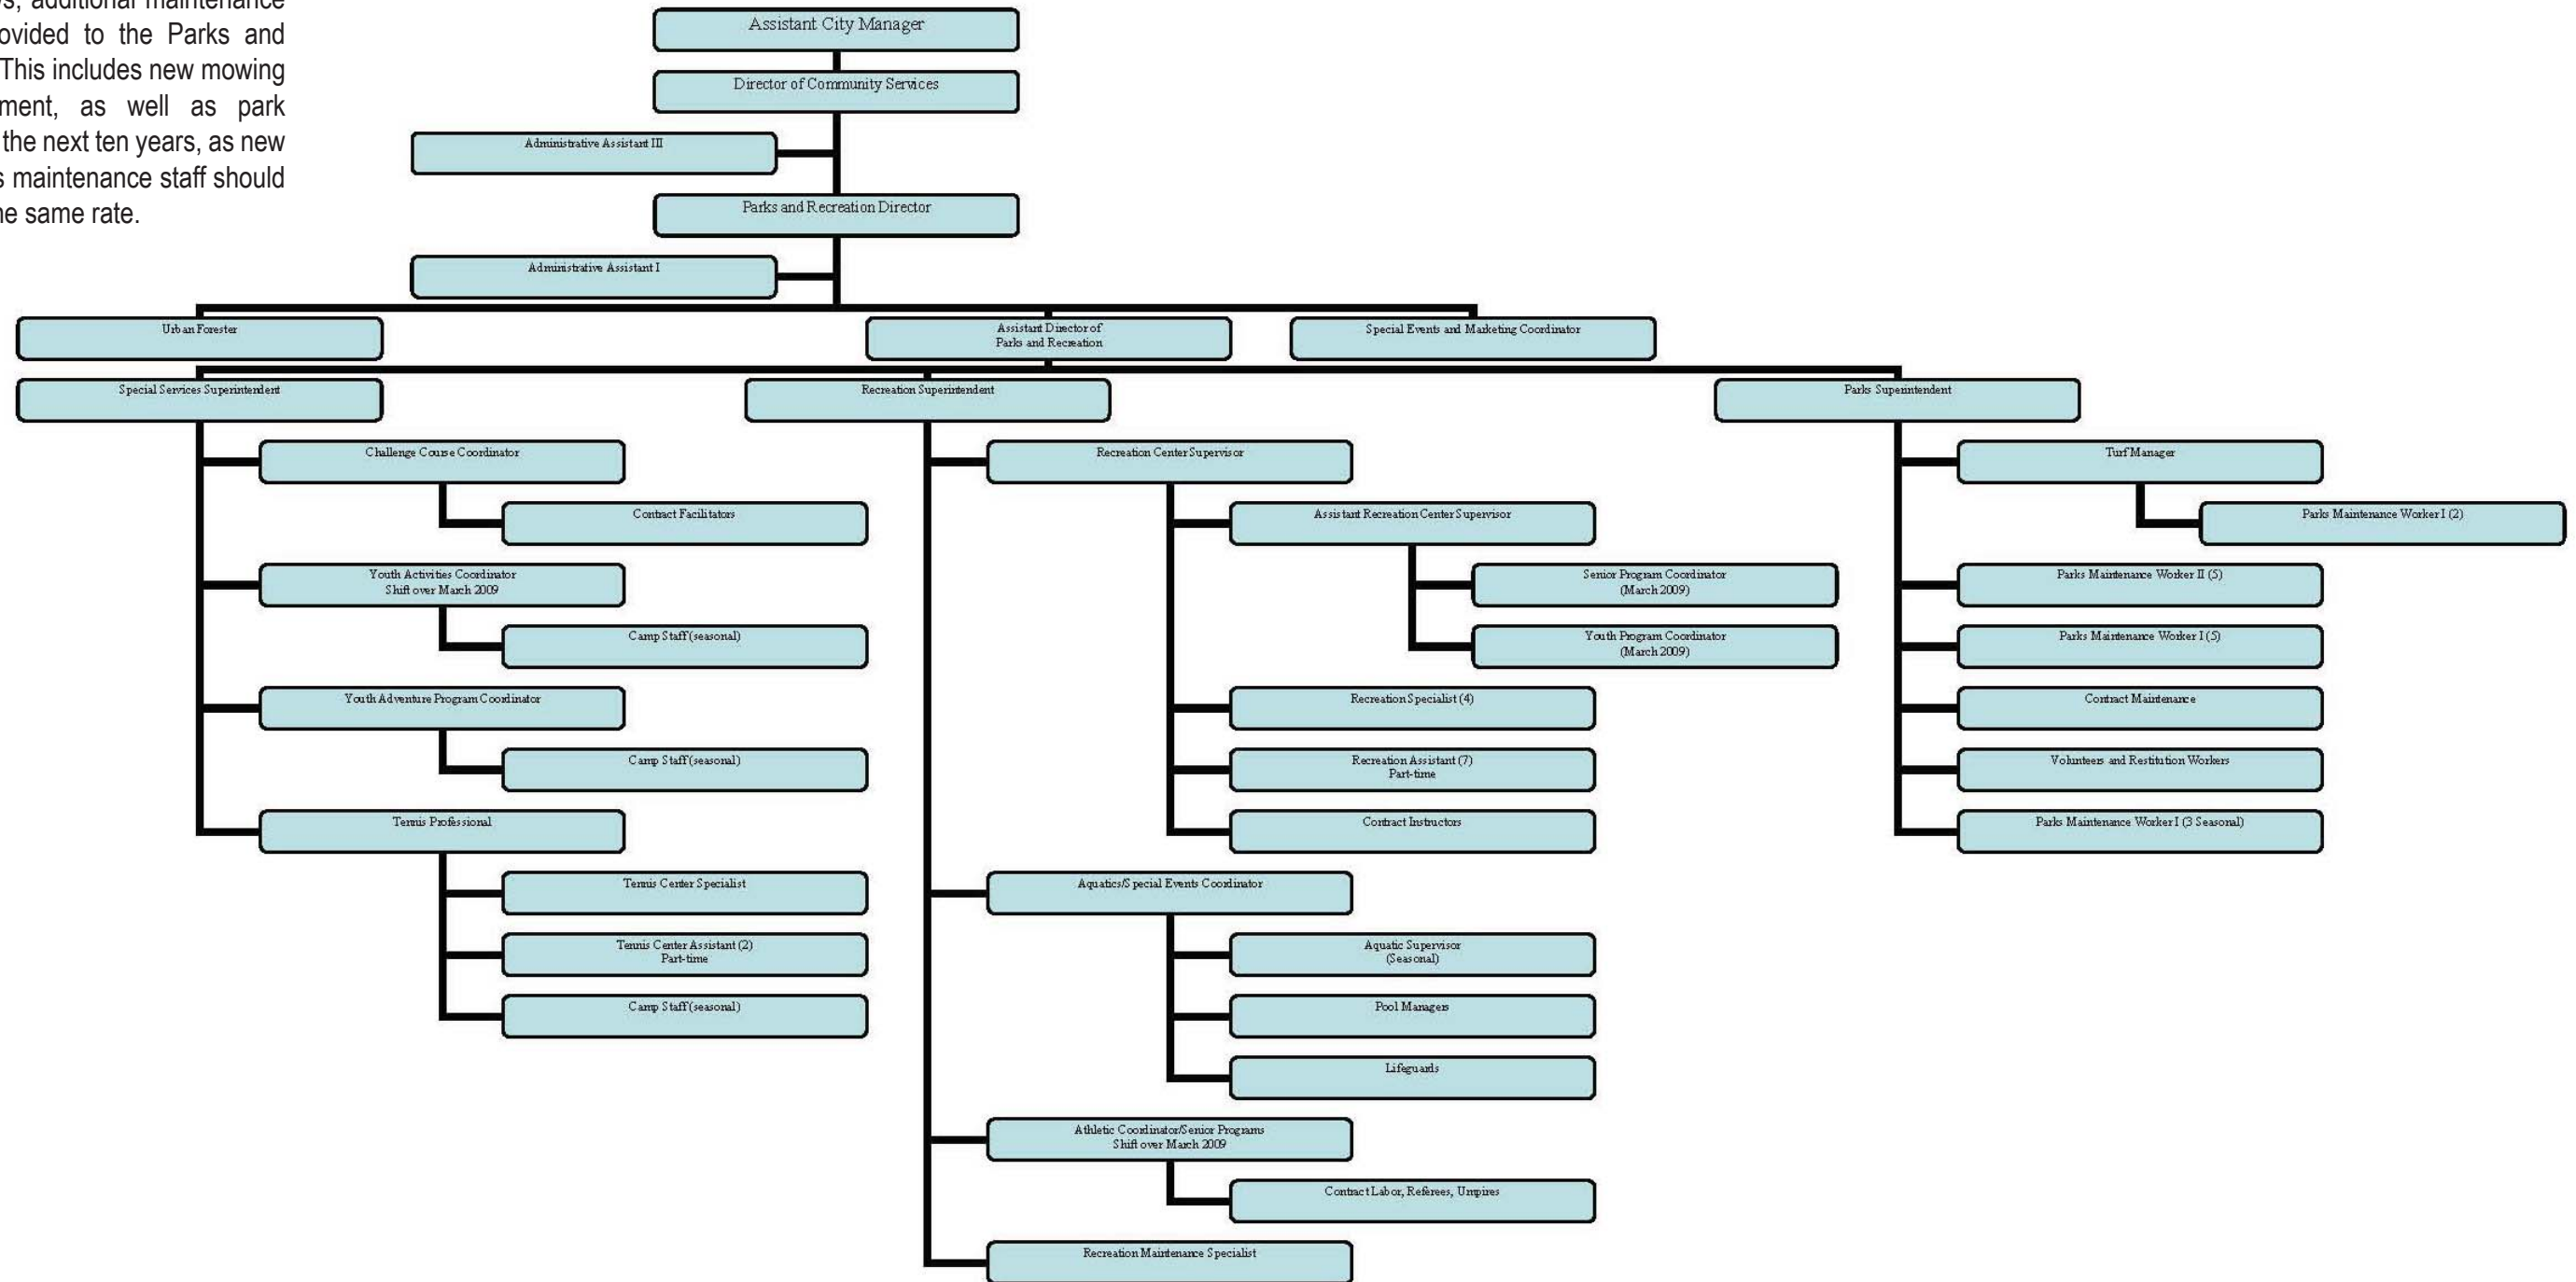 additional maintenance
ovided to the Parks and
This includes new mowing
ment, as well as park
the next ten years, as new
s maintenance staff should
he same rate.
Assistant City Manager
Director of Community Services
Administrative Assistant III
Parks and Recreation Director
Administrative Assistant I
Urban Forester
Assistant Director of
Parks and Recreation
Special Events and Marketing Coordinator
Special Services Superintendent
Recreation Superintendent
Parks Superintendent
Challenge Course Coordinator
Contract Facilitators
Youth Activities Coordinator
Shift over March 2009
Camp Staff (seasonal)
Youth Adventure Program Coordinator
Camp Staff (seasonal)
Tennis Professional
Tennis Center Specialist
Tennis Center Assistant (2)
Part-time
Camp Staff (seasonal)
Recreation Center Supervisor
Assistant Recreation Center Supervisor
Senior Program Coordinator
(March 2009)
Youth Program Coordinator
(March 2009)
Recreation Specialist (4)
Recreation Assistant (7)
Part-time
Contract Instructors
Aquatics/Special Events Coordinator
Aquatic Supervisor
(Seasonal)
Pool Managers
Lifeguards
Athletic Coordinator/Senior Programs
Shift over March 2009
Contract Labor, Referees, Umpires
Recreation Maintenance Specialist
Turf Manager
Parks Maintenance Worker I (2)
Parks Maintenance Worker II (5)
Parks Maintenance Worker I (5)
Contract Maintenance
Volunteers and Restitution Workers
Parks Maintenance Worker I (3 Seasonal)